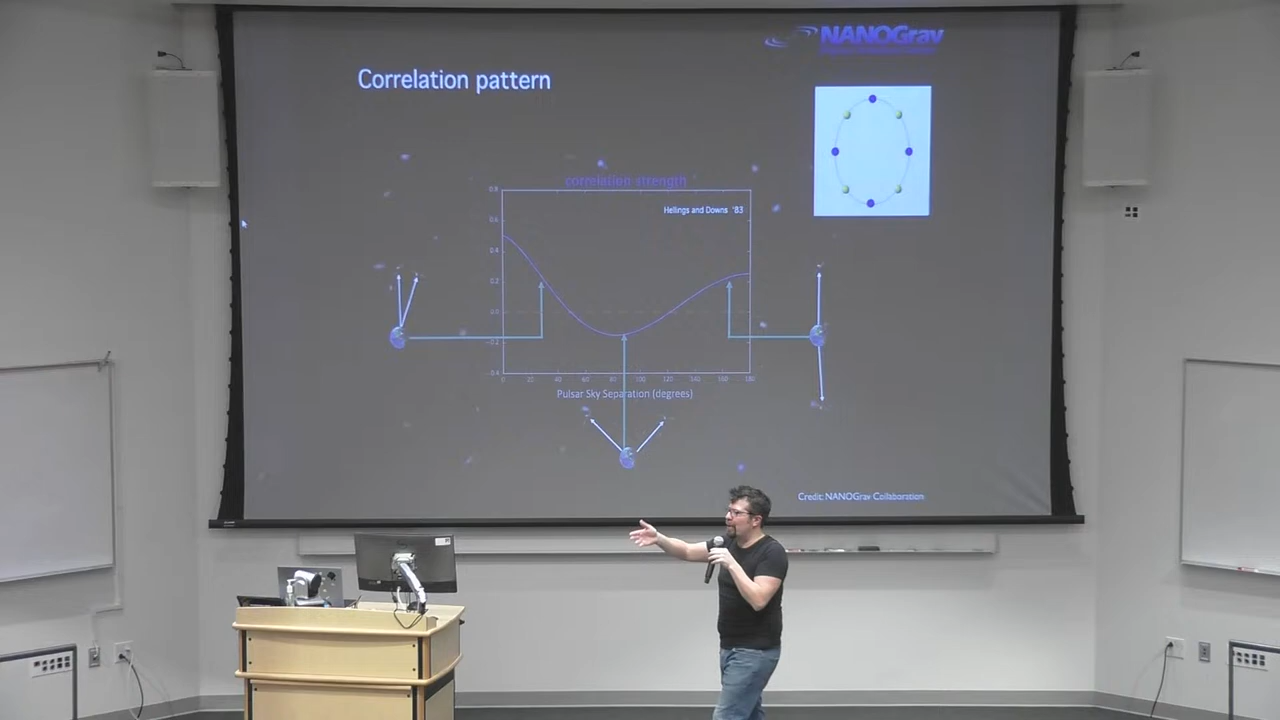 NANOGrav
Correlation pattern
correlation strength
Hellings and Downs '83
0.8
0.6
0.4
0.2
0.0
-0.2
-0.4
0 20 40 60 80 100 120 140 160 180
Pulsar Sky Separation (degrees)
Credit: NANOGrav Collaboration